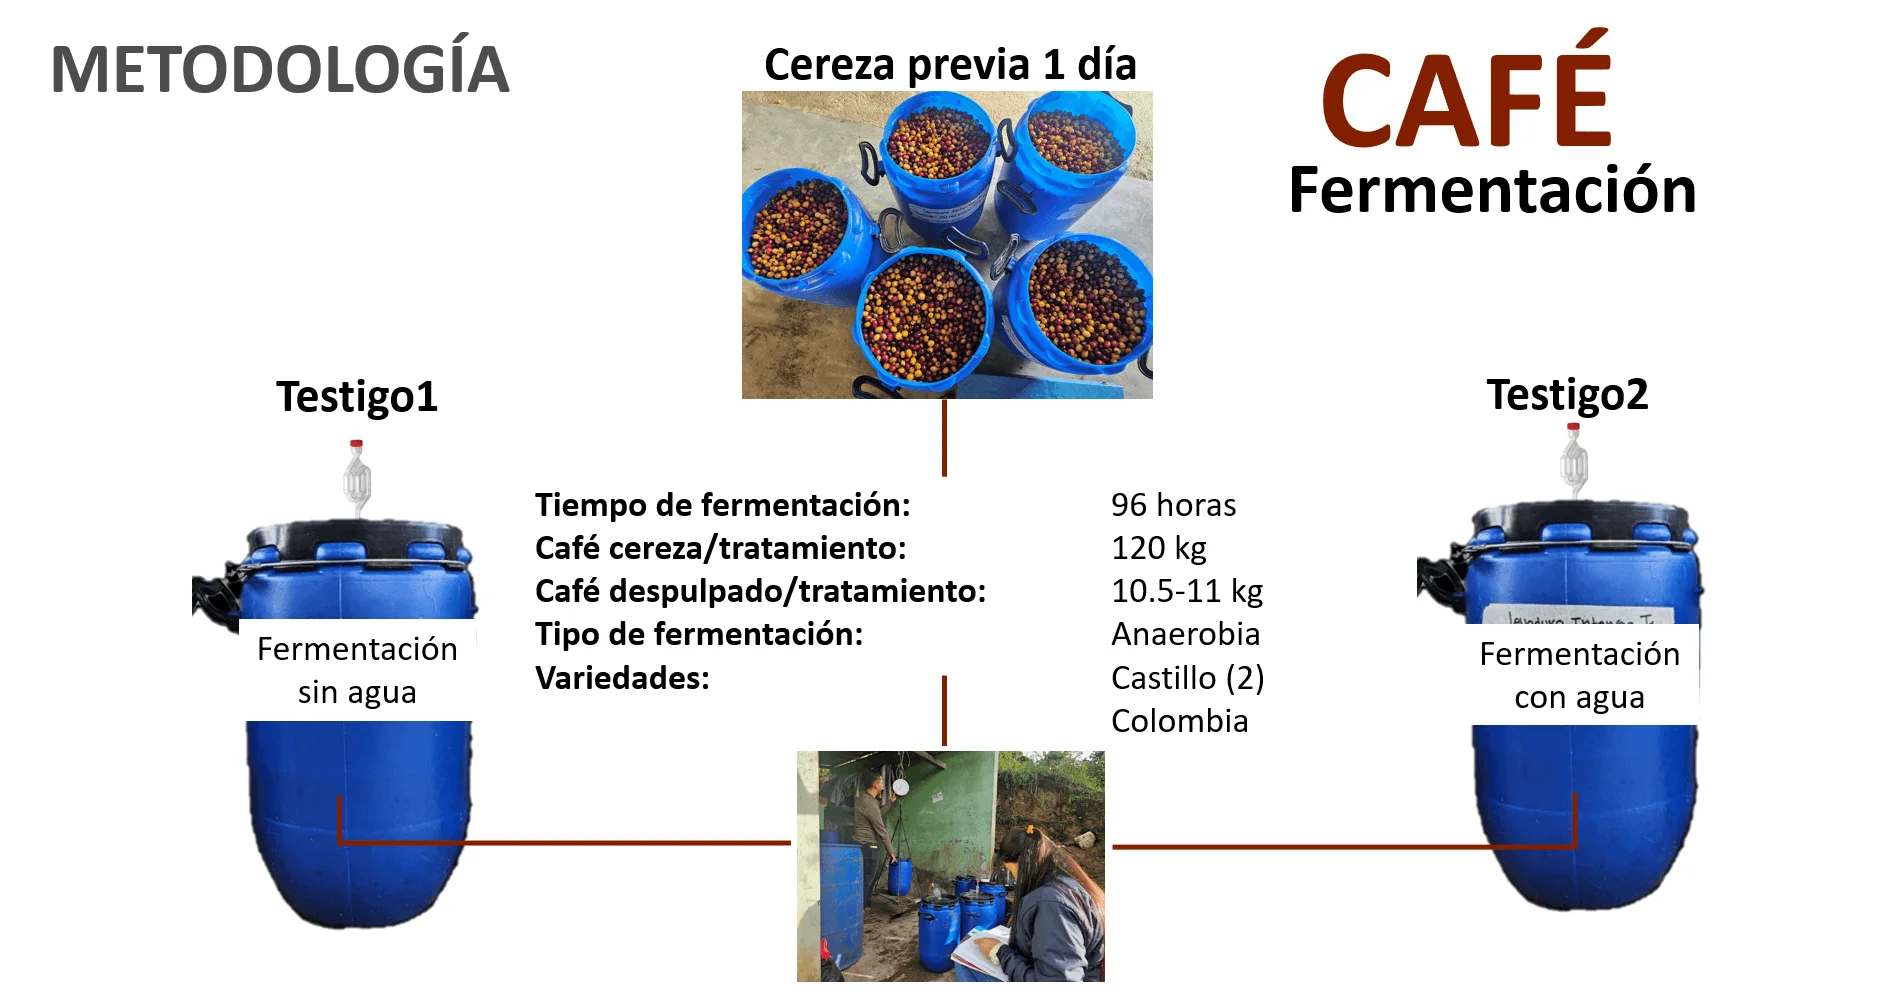 METODOLOGÍA
Cereza previa 1 día
CAFÉ
Fermentación
Testigo1
Testigo2
Tiempo de fermentación: 96 horas
Café cereza/tratamiento: 120 kg
Café despulpado/tratamiento: 10.5-11 kg
Tipo de fermentación: Anaerobia
Variedades: Castillo (2)
Colombia
Fermentación
sin agua
Fermentación
con agua